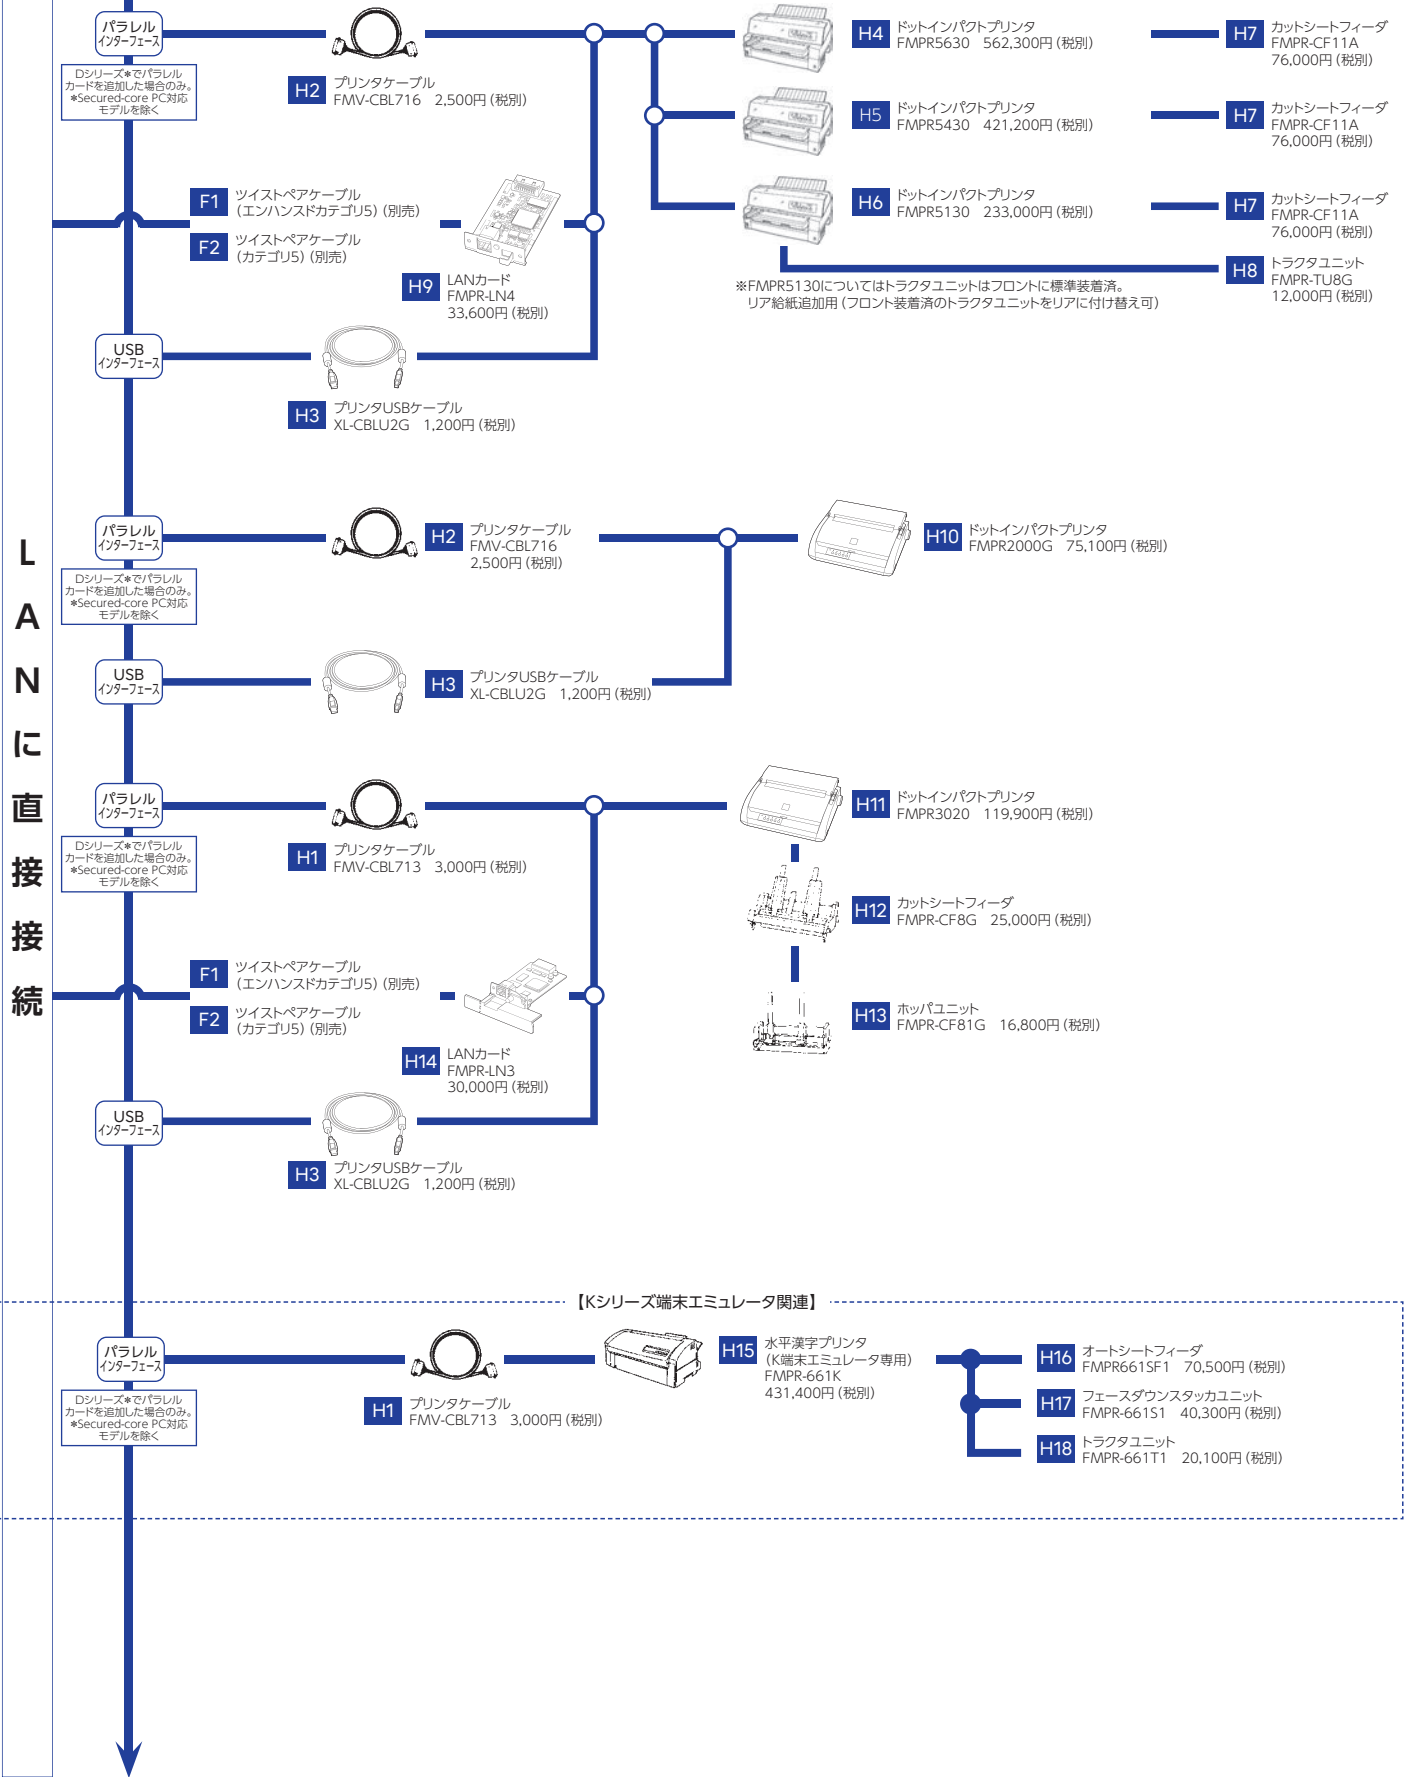 パラレル
インターフェース
Dシリーズ＊でパラレル
カードを追加した場合のみ。
＊Secured-core PC対応
モデルを除く
H2 プリンタケーブル
FMV-CBL716 2,500円（税別）
H4 ドットインパクトプリンタ
FMPR5630 562,300円（税別）
H7 カットシートフィーダ
FMPR-CF11A
76,000円（税別）
H5 ドットインパクトプリンタ
FMPR5430 421,200円（税別）
H7 カットシートフィーダ
FMPR-CF11A
76,000円（税別）
F1 ツイストペアケーブル
（エンハンスドカテゴリ5）（別売）
F2 ツイストペアケーブル
（カテゴリ5）（別売）
H9 LANカード
FMPR-LN4
33,600円（税別）
H6 ドットインパクトプリンタ
FMPR5130 233,000円（税別）
H7 カットシートフィーダ
FMPR-CF11A
76,000円（税別）
H8 トラクタユニット
FMPR-TU8G
12,000円（税別）
※FMPR5130についてはトラクタユニットはフロントに標準装着済。
リア給紙追加用（フロント装着済のトラクタユニットをリアに付け替え可）
USB
インターフェース
H3 プリンタUSBケーブル
XL-CBLU2G 1,200円（税別）
LANに直接接続
パラレル
インターフェース
Dシリーズ＊でパラレル
カードを追加した場合のみ。
＊Secured-core PC対応
モデルを除く
H2 プリンタケーブル
FMV-CBL716
2,500円（税別）
H10 ドットインパクトプリンタ
FMPR2000G 75,100円（税別）
USB
インターフェース
H3 プリンタUSBケーブル
XL-CBLU2G 1,200円（税別）
パラレル
インターフェース
Dシリーズ＊でパラレル
カードを追加した場合のみ。
＊Secured-core PC対応
モデルを除く
H1 プリンタケーブル
FMV-CBL713 3,000円（税別）
H11 ドットインパクトプリンタ
FMPR3020 119,900円（税別）
H12 カットシートフィーダ
FMPR-CF8G 25,000円（税別）
F1 ツイストペアケーブル
（エンハンスドカテゴリ5）（別売）
F2 ツイストペアケーブル
（カテゴリ5）（別売）
H14 LANカード
FMPR-LN3
30,000円（税別）
H13 ホッパユニット
FMPR-CF81G 16,800円（税別）
USB
インターフェース
H3 プリンタUSBケーブル
XL-CBLU2G 1,200円（税別）
【Kシリーズ端末エミュレータ関連】
パラレル
インターフェース
Dシリーズ＊でパラレル
カードを追加した場合のみ。
＊Secured-core PC対応
モデルを除く
H1 プリンタケーブル
FMV-CBL713 3,000円（税別）
H15 水平漢字プリンタ
（K端末エミュレータ専用）
FMPR-661K
431,400円（税別）
H16 オートシートフィーダ
FMPR661SF1 70,500円（税別）
H17 フェースダウンスタッカユニット
FMPR-661S1 40,300円（税別）
H18 トラクタユニット
FMPR-661T1 20,100円（税別）